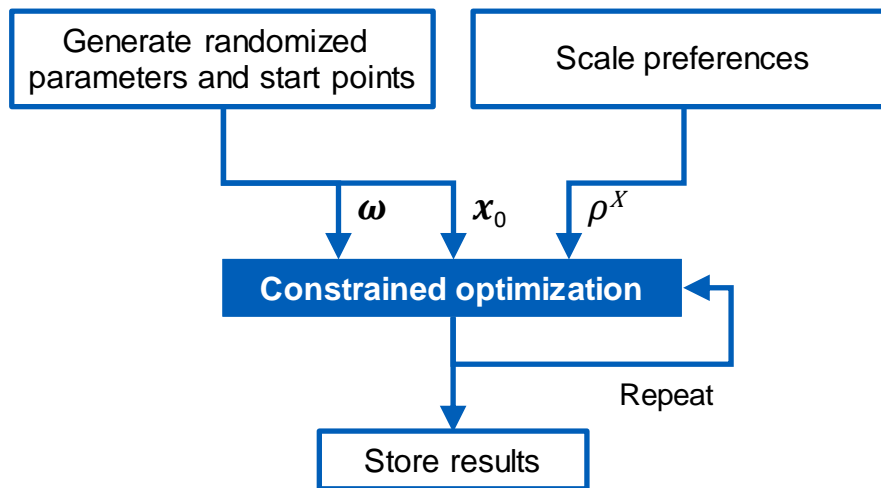 Generate randomized
parameters and start points
Scale preferences
𝝎
𝒙₀
ρˣ
Constrained optimization
Repeat
Store results